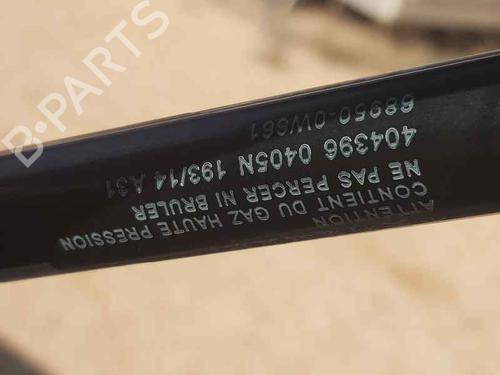 ATTENTION
CONTIENT DU GAZ HAUTE PRESSION
NE PAS PERCER NI BRULER
404396 0405N 193/14 A31
68950-0W661
B-PARTS